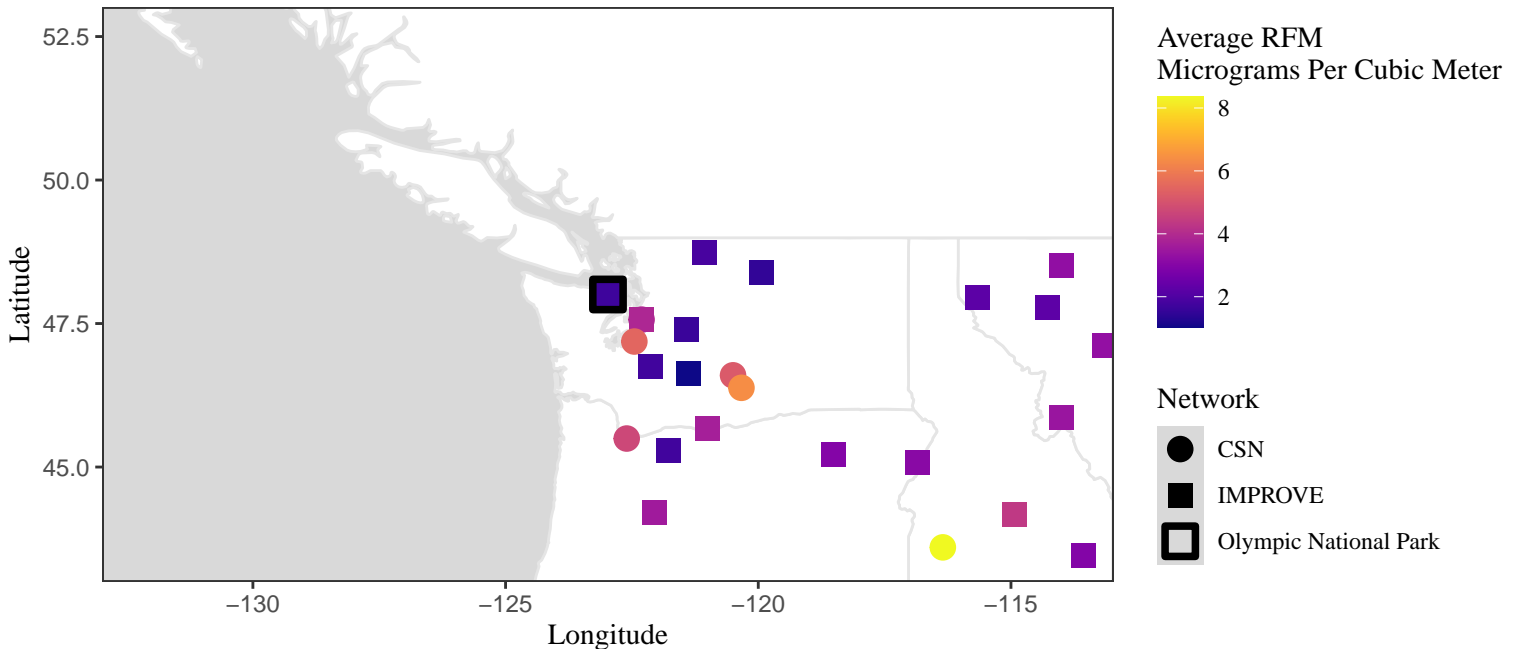 52.5
50.0
47.5
45.0
Latitude
−130
−125
−120
−115
Longitude
Average RFM
Micrograms Per Cubic Meter
8
6
4
2
Network
CSN
IMPROVE
Olympic National Park